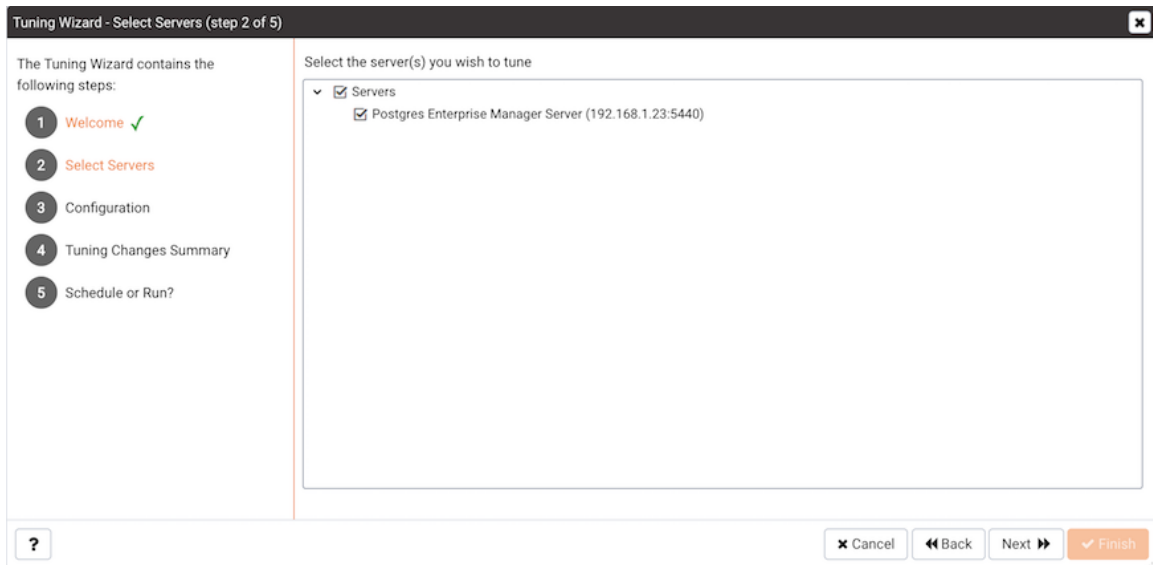 Tuning Wizard - Select Servers (step 2 of 5)
The Tuning Wizard contains the
following steps:
1 Welcome
2 Select Servers
3 Configuration
4 Tuning Changes Summary
5 Schedule or Run?
Select the server(s) you wish to tune
Servers
Postgres Enterprise Manager Server (192.168.1.23:5440)
? Cancel Back Next Finish